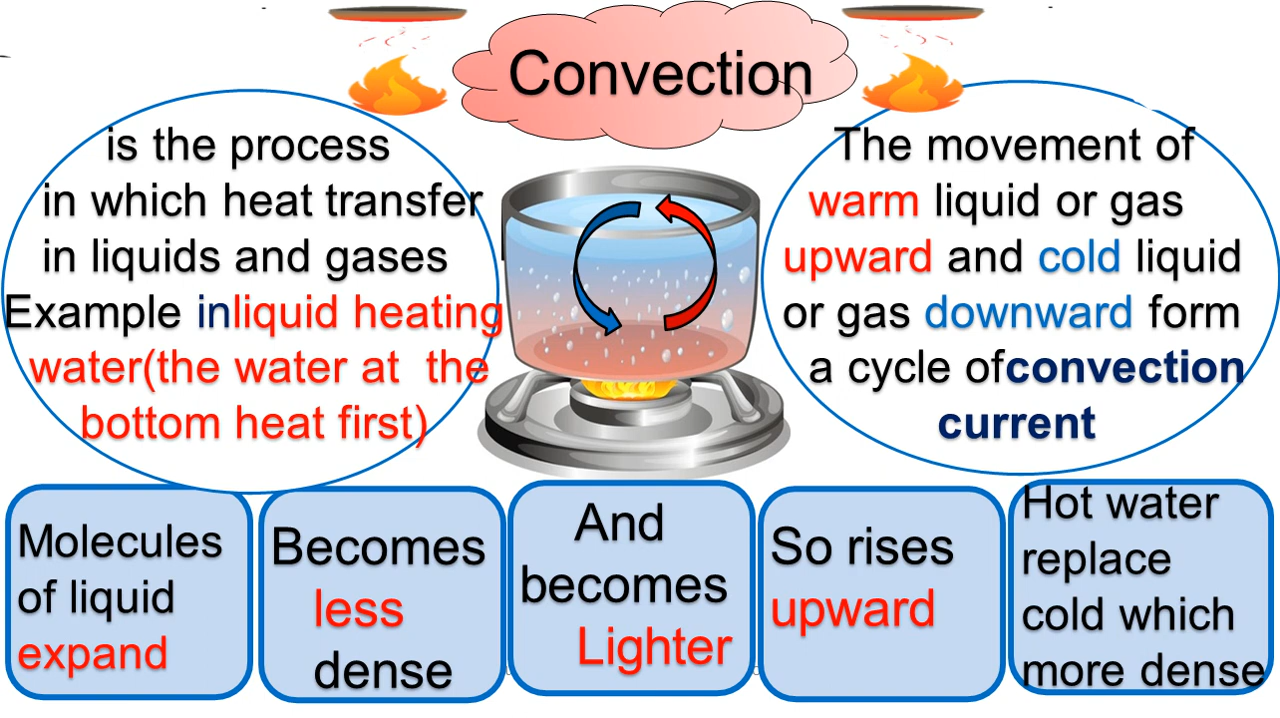 Convection
is the process
in which heat transfer
in liquids and gases
Example inliquid heating
water(the water at the
bottom heat first)
The movement of
warm liquid or gas
upward and cold liquid
or gas downward form
a cycle ofconvection
current
Molecules
of liquid
expand
Becomes
less
dense
And
becomes
Lighter
So rises
upward
Hot water
replace
cold which
more dense